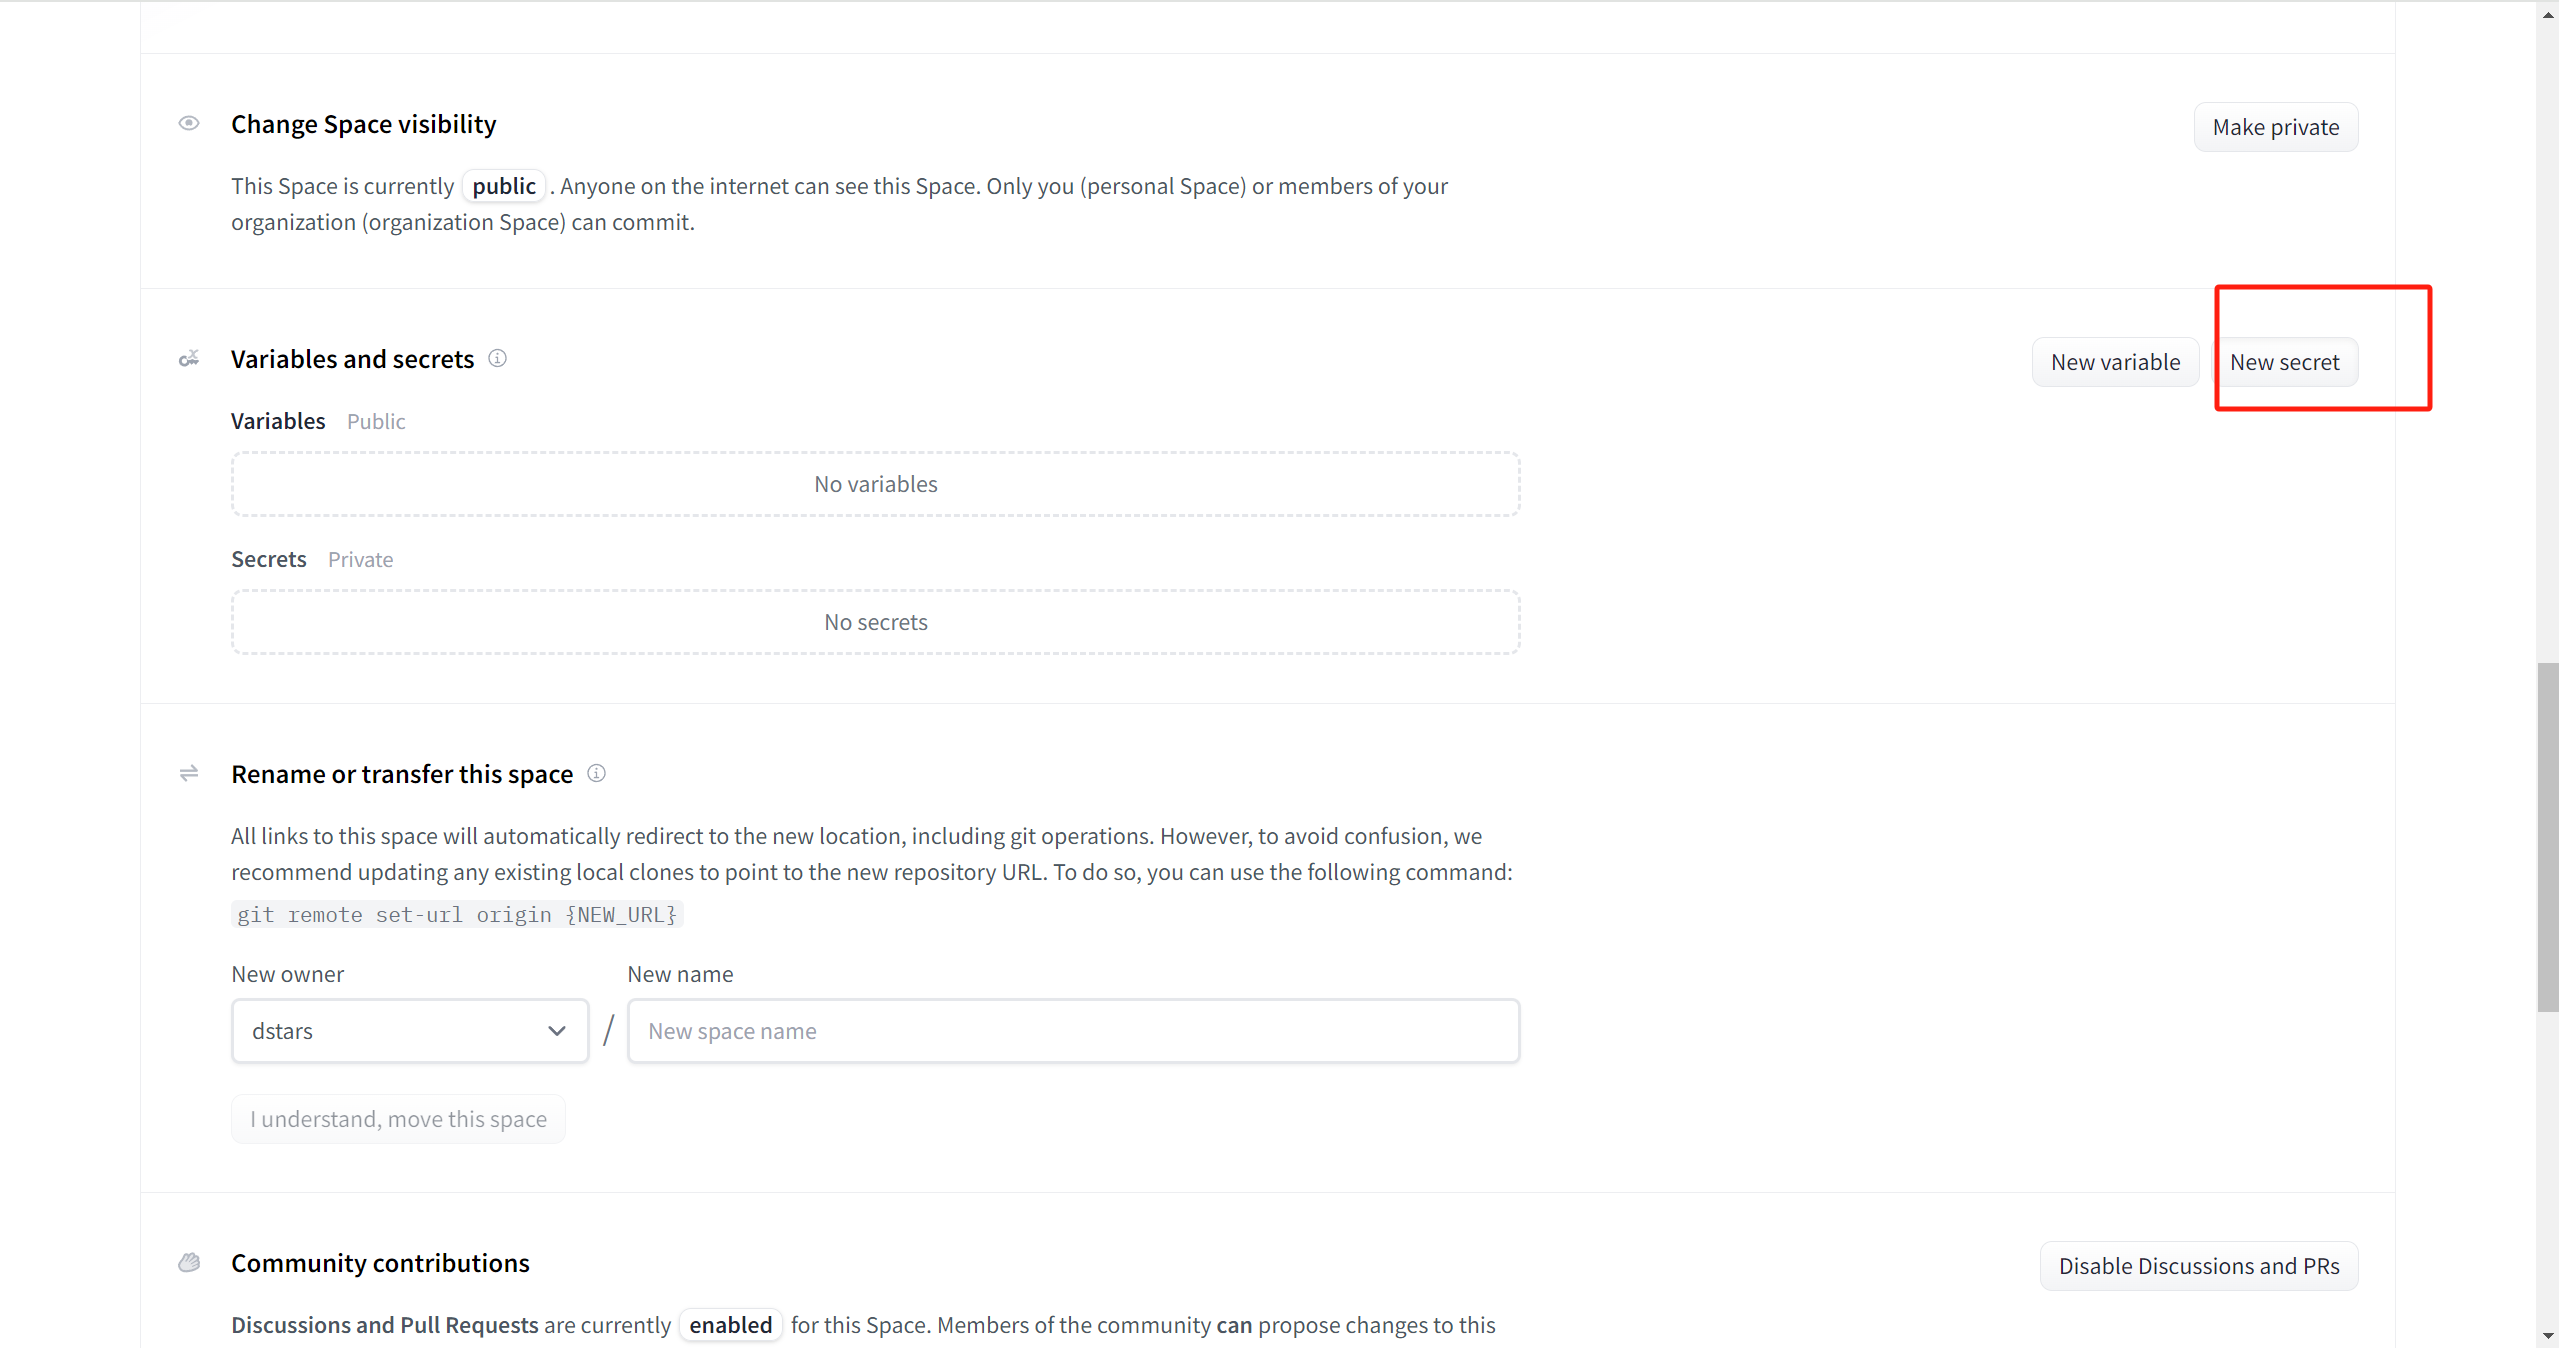 Change Space visibility
Make private
This Space is currently public . Anyone on the internet can see this Space. Only you (personal Space) or members of your
organization (organization Space) can commit.
Variables and secrets
New variable
New secret
Variables Public
No variables
Secrets Private
No secrets
Rename or transfer this space
All links to this space will automatically redirect to the new location, including git operations. However, to avoid confusion, we
recommend updating any existing local clones to point to the new repository URL. To do so, you can use the following command:
git remote set-url origin {NEW_URL}
New owner
New name
dstars
/
New space name
I understand, move this space
Community contributions
Disable Discussions and PRs
Discussions and Pull Requests are currently enabled for this Space. Members of the community can propose changes to this